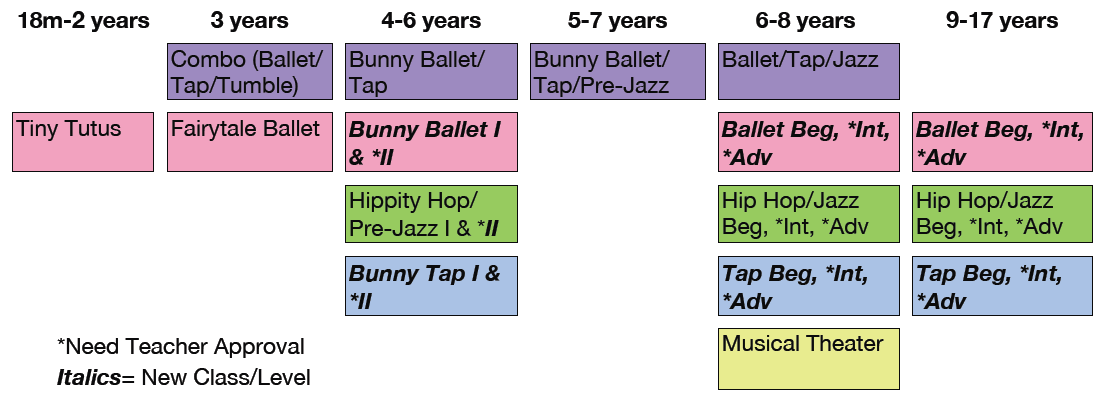 18m-2 years 3 years 4-6 years 5-7 years 6-8 years 9-17 years
Combo (Ballet/
Tap/Tumble)
Bunny Ballet/
Tap
Bunny Ballet/
Tap/Pre-Jazz
Ballet/Tap/Jazz
Tiny Tutus
Fairytale Ballet
Bunny Ballet I
& *II
Ballet Beg, *Int,
*Adv
Ballet Beg, *Int,
*Adv
Hippity Hop/
Pre-Jazz I & *II
Hip Hop/Jazz
Beg, *Int, *Adv
Hip Hop/Jazz
Beg, *Int, *Adv
Bunny Tap I &
*II
Tap Beg, *Int,
*Adv
Tap Beg, *Int,
*Adv
Musical Theater
*Need Teacher Approval
Italics= New Class/Level